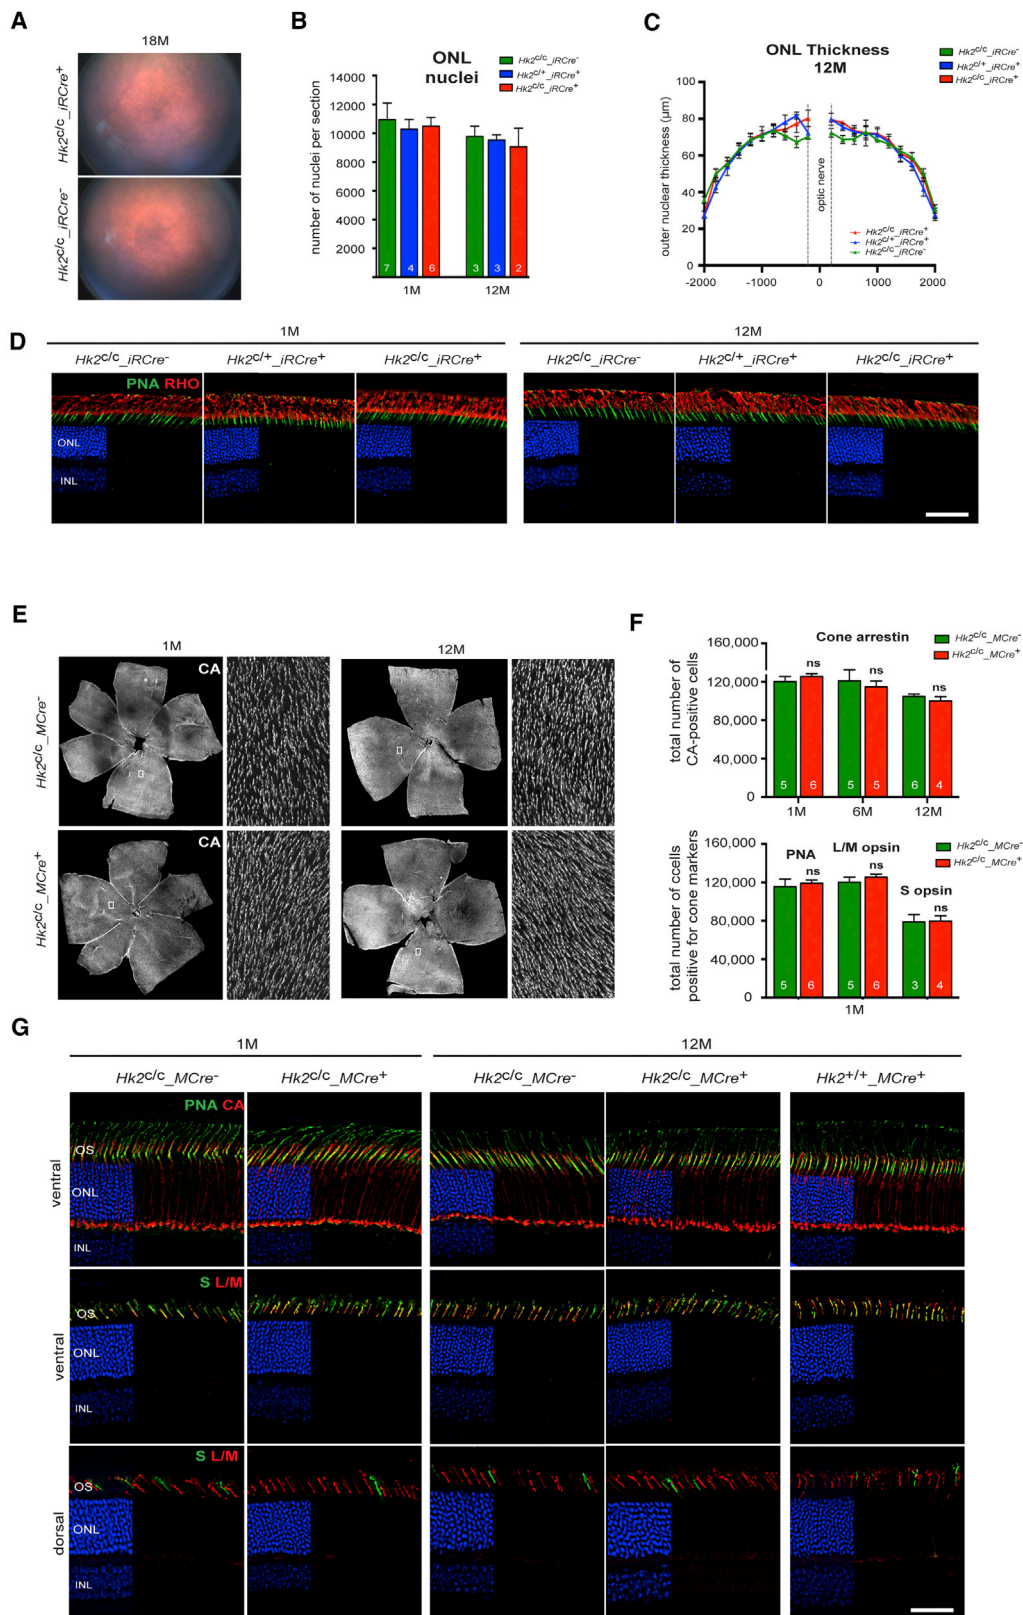 A
18M
Hk2c/c_iRCre+
Hk2c/c_iRCre-
B
ONL
nuclei
Hk2c/c_iRCre-
Hk2c/+_iRCre+
Hk2c/c_iRCre+
number of nuclei per section
14000
12000
10000
8000
6000
4000
2000
7 4 6 3 3 2
1M 12M
C
ONL Thickness
12M
Hk2c/c_iRCre-
Hk2c/+_iRCre+
Hk2c/c_iRCre+
outer nuclear thickness (µm)
100
80
60
40
20
0
optic nerve
Hk2c/c_iRCre+
Hk2c/+_iRCre+
Hk2c/c_iRCre-
-2000 -1000 0 1000 2000
D
1M 12M
Hk2c/c_iRCre- Hk2c/+_iRCre+ Hk2c/c_iRCre+ Hk2c/c_iRCre- Hk2c/+_iRCre+ Hk2c/c_iRCre+
PNA RHO
ONL
INL
E
1M 12M
Hk2c/c_MCre-
CA
Hk2c/c_MCre+
CA
F
Cone arrestin
Hk2c/c_MCre-
Hk2c/c_MCre+
total number of
CA-positive cells
160,000
120,000
80,000
40,000
0
ns ns ns
5 6 5 5 6 4
1M 6M 12M
Hk2c/c_MCre-
Hk2c/c_MCre+
total number of ccells
positive for cone markers
160,000
120,000
80,000
40,000
0
PNA L/M opsin S opsin
ns ns ns
5 6 5 6 3 4
1M
G
1M 12M
Hk2c/c_MCre- Hk2c/c_MCre+ Hk2c/c_MCre- Hk2c/c_MCre+ Hk2+/+_MCre+
ventral
PNA CA
OS
ONL
INL
ventral
S L/M
OS
ONL
INL
dorsal
S L/M
OS
ONL
INL